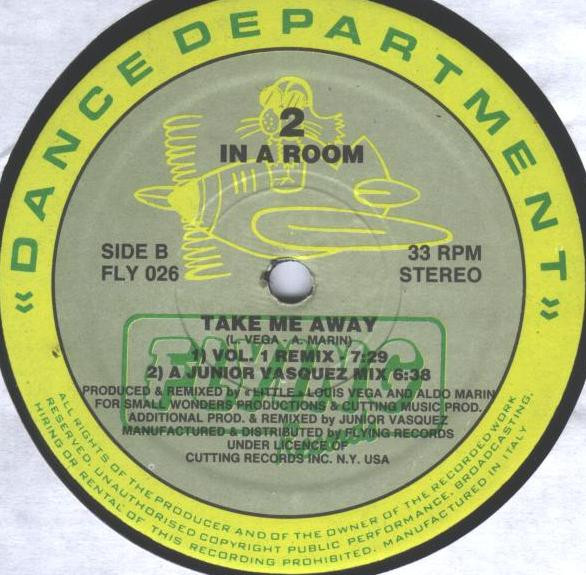 «DANCE DEPARTMENT»
2
IN A ROOM
SIDE B
FLY 026
33 RPM
STEREO
FLYING
TAKE ME AWAY
(L. VEGA - A. MARIN)
1) VOL. 1 REMIX - 7:29
2) A JUNIOR VASQUEZ MIX 6:38
PRODUCED & REMIXED by «LITTLE» LOUIS VEGA AND ALDO MARIN
FOR SMALL WONDERS PRODUCTIONS & CUTTING MUSIC PROD.
ADDITIONAL PROD. & REMIXED by JUNIOR VASQUEZ
MANUFACTURED & DISTRIBUTED by FLYING RECORDS
UNDER LICENCE OF
CUTTING RECORDS INC. N.Y. USA
ALL RIGHTS OF THE PRODUCER AND OF THE OWNER OF THE RECORDED WORK
RESERVED. UNAUTHORISED COPYRIGHT PUBLIC PERFORMANCE, BROADCASTING,
HIRING OR RENTAL OF THIS RECORDING PROHIBITED. MANUFACTURED IN ITALY